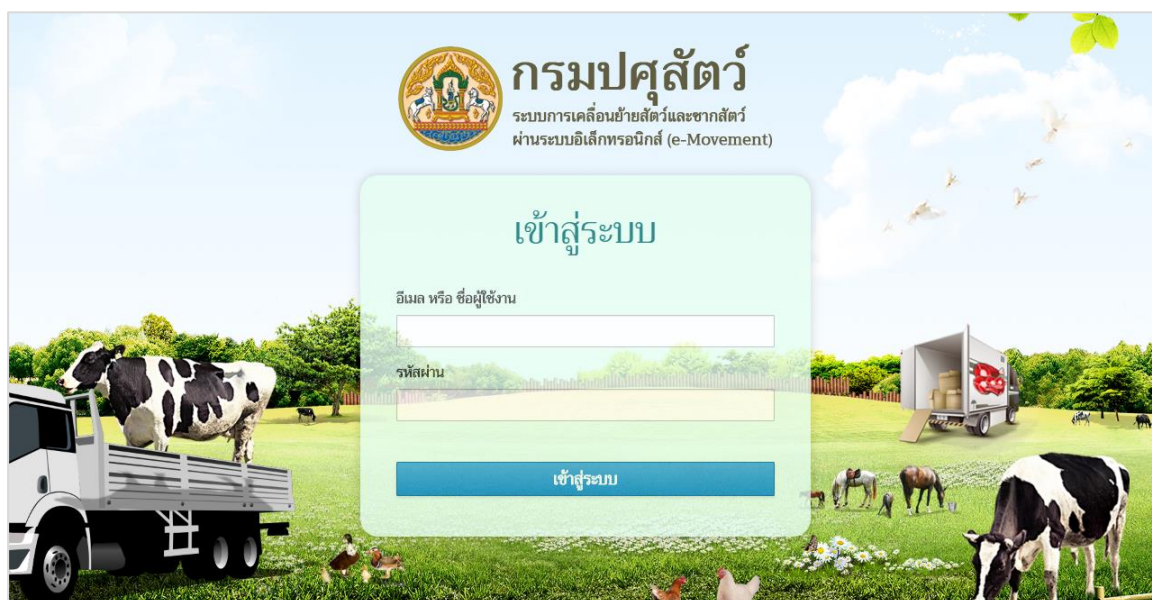 กรมปศุสัตว์
ระบบการเคลื่อนย้ายสัตว์และซากสัตว์
ผ่านระบบอิเล็กทรอนิกส์ (e-Movement)
เข้าสู่ระบบ
อีเมล หรือ ชื่อผู้ใช้งาน
รหัสผ่าน
เข้าสู่ระบบ